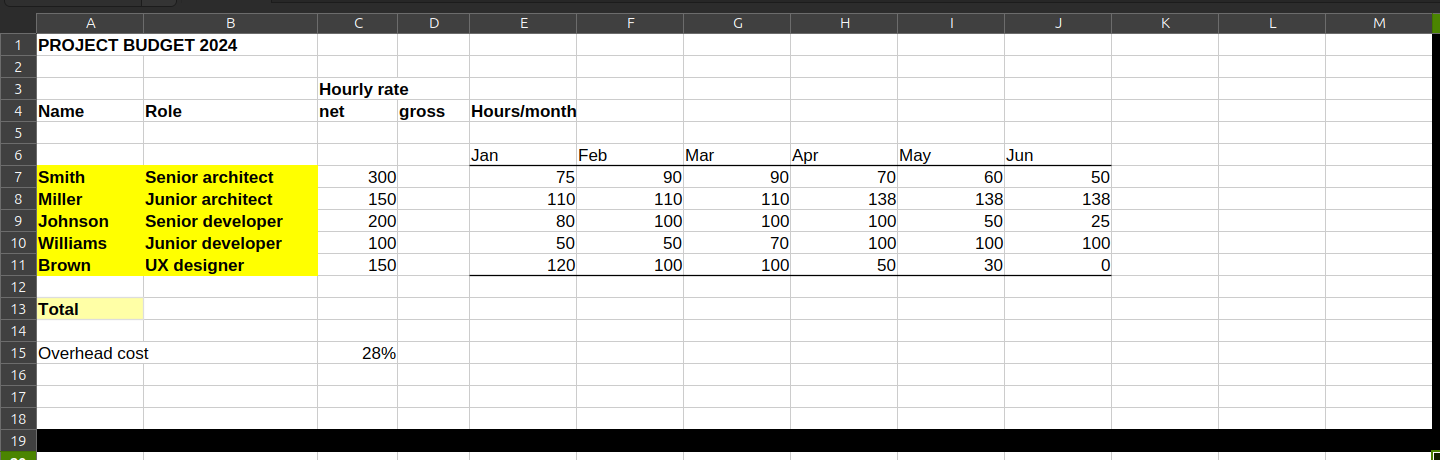 A B C D E F G H I J K L M
1 PROJECT BUDGET 2024
2
3 Hourly rate
4 Name Role net gross Hours/month
5
6 Jan Feb Mar Apr May Jun
7 Smith Senior architect 300 75 90 90 70 60 50
8 Miller Junior architect 150 110 110 110 138 138 138
9 Johnson Senior developer 200 80 100 100 100 50 25
10 Williams Junior developer 100 50 50 70 100 100 100
11 Brown UX designer 150 120 100 100 50 30 0
12
13 Total
14
15 Overhead cost 28%
16
17
18
19